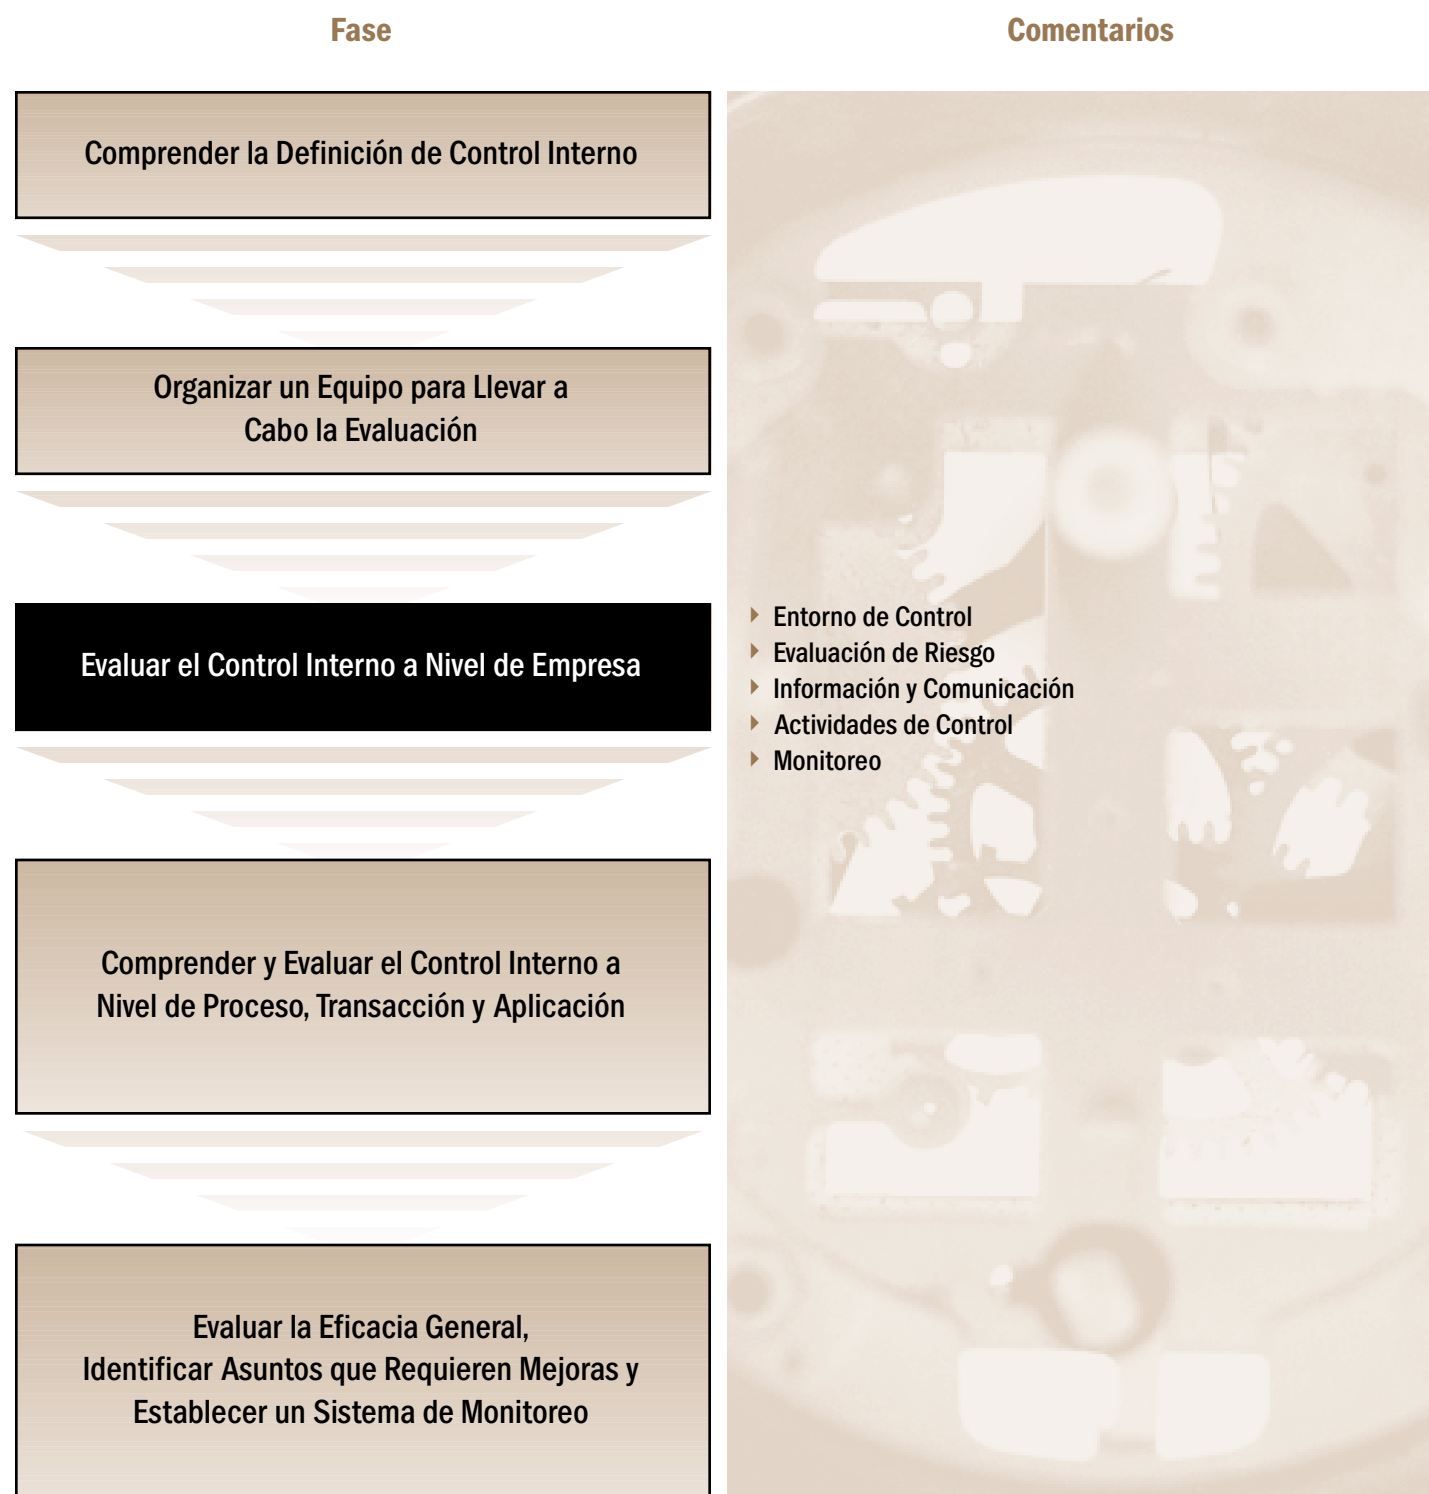 Fase
Comentarios
Comprender la Definición de Control Interno
Organizar un Equipo para Llevar a
Cabo la Evaluación
Evaluar el Control Interno a Nivel de Empresa
Entorno de Control
Evaluación de Riesgo
Información y Comunicación
Actividades de Control
Monitoreo
Comprender y Evaluar el Control Interno a
Nivel de Proceso, Transacción y Aplicación
Evaluar la Eficacia General,
Identificar Asuntos que Requieren Mejoras y
Establecer un Sistema de Monitoreo